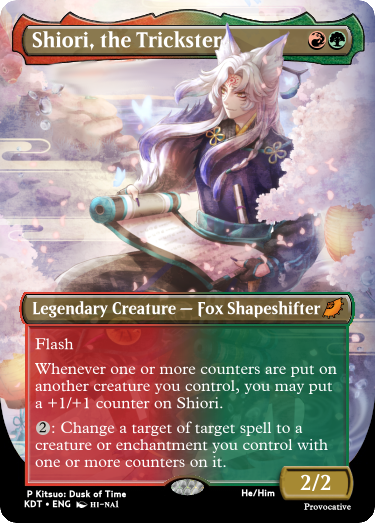 Shiori, the Trickster
Legendary Creature — Fox Shapeshifter
Flash
Whenever one or more counters are put on
another creature you control, you may put
a +1/+1 counter on Shiori.
2: Change a target of target spell to a
creature or enchantment you control with
one or more counters on it.
2/2
P Kitsuo: Dusk of Time
KDT • ENG HI-NAI
He/Him
Provocative